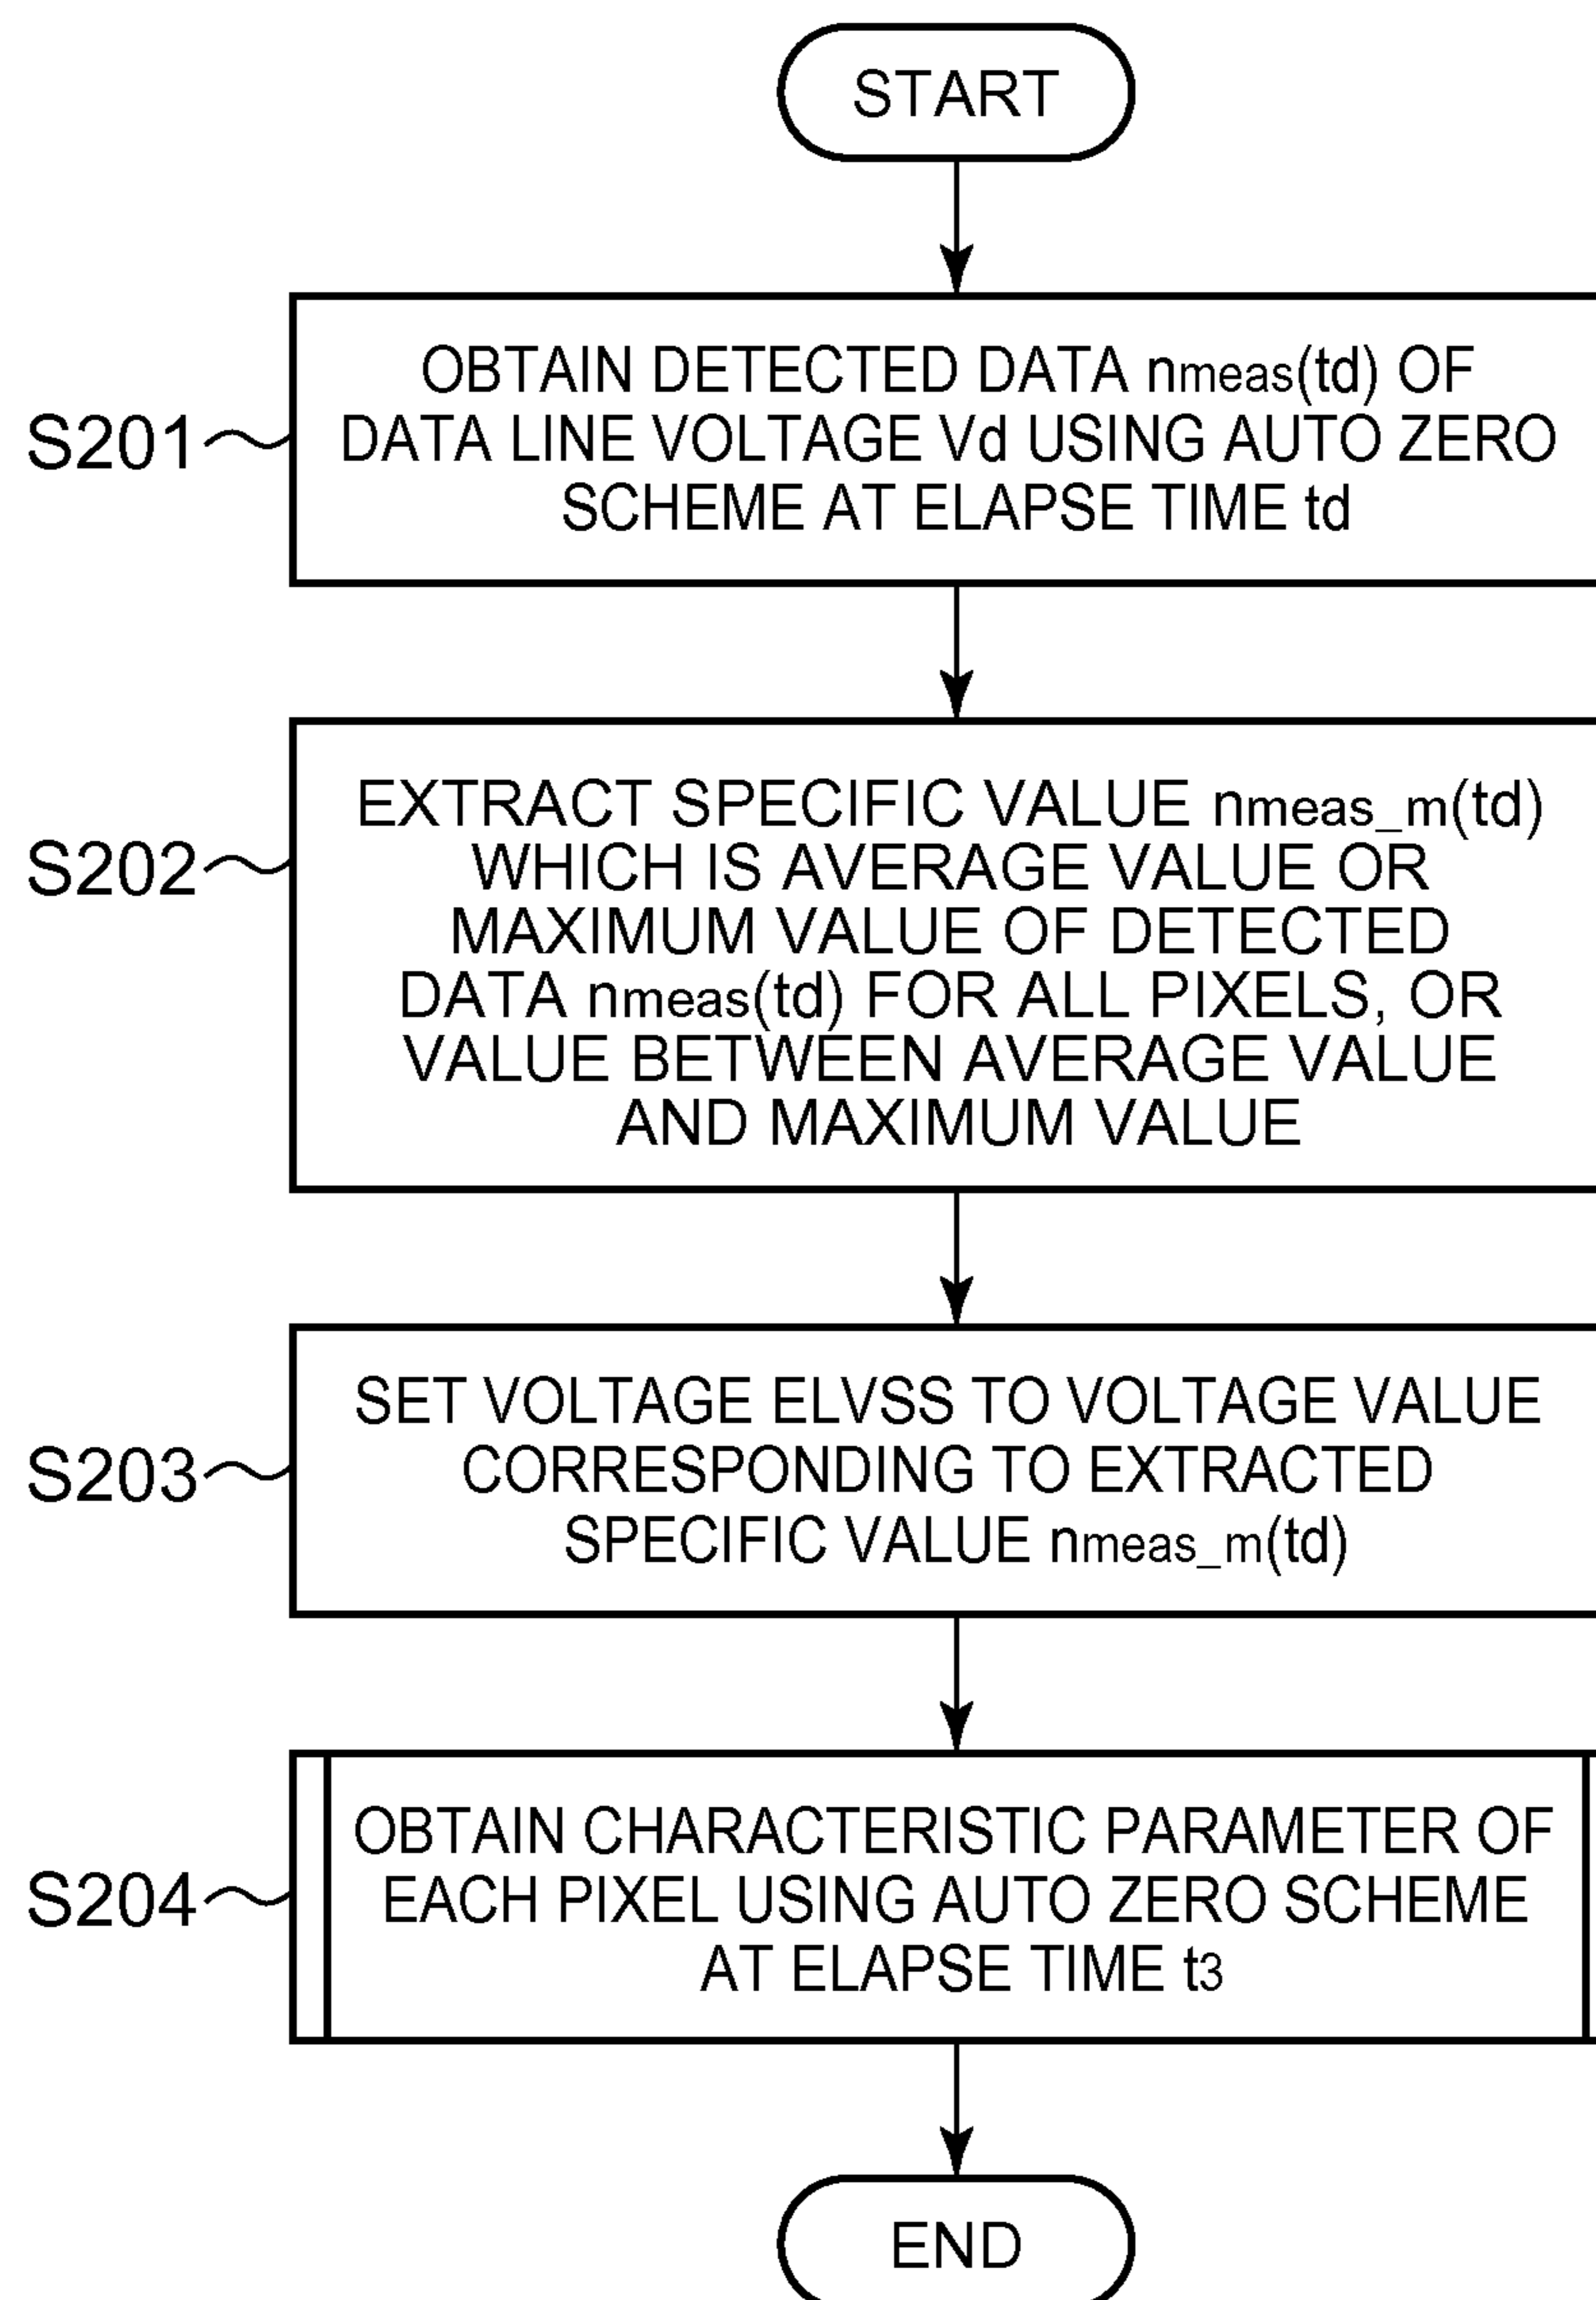 START
S201
OBTAIN DETECTED DATA nmeas(td) OF
DATA LINE VOLTAGE Vd USING AUTO ZERO
SCHEME AT ELAPSE TIME td
S202
EXTRACT SPECIFIC VALUE nmeas_m(td)
WHICH IS AVERAGE VALUE OR
MAXIMUM VALUE OF DETECTED
DATA nmeas(td) FOR ALL PIXELS, OR
VALUE BETWEEN AVERAGE VALUE
AND MAXIMUM VALUE
S203
SET VOLTAGE ELVSS TO VOLTAGE VALUE
CORRESPONDING TO EXTRACTED
SPECIFIC VALUE nmeas_m(td)
S204
OBTAIN CHARACTERISTIC PARAMETER OF
EACH PIXEL USING AUTO ZERO SCHEME
AT ELAPSE TIME t3
END